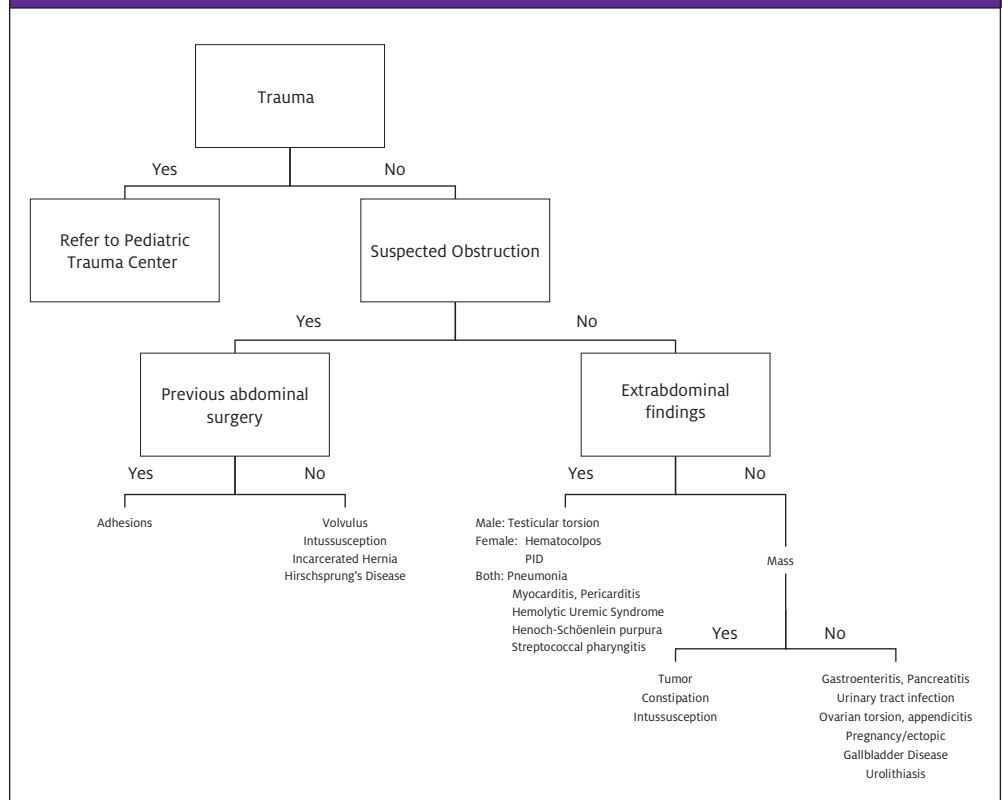 Trauma
Yes
No
Refer to Pediatric
Trauma Center
Suspected Obstruction
Yes
No
Previous abdominal
surgery
Extrabdominal
findings
Yes
No
Yes
No
Adhesions
Volvulus
Intussusception
Incarcerated Hernia
Hirschsprung's Disease
Male: Testicular torsion
Female: Hematocolpos
PID
Both: Pneumonia
Myocarditis, Pericarditis
Hemolytic Uremic Syndrome
Henoch-Schöenlein purpura
Streptococcal pharyngitis
Mass
Yes
No
Tumor
Constipation
Intussusception
Gastroenteritis, Pancreatitis
Urinary tract infection
Ovarian torsion, appendicitis
Pregnancy/ectopic
Gallbladder Disease
Urolithiasis